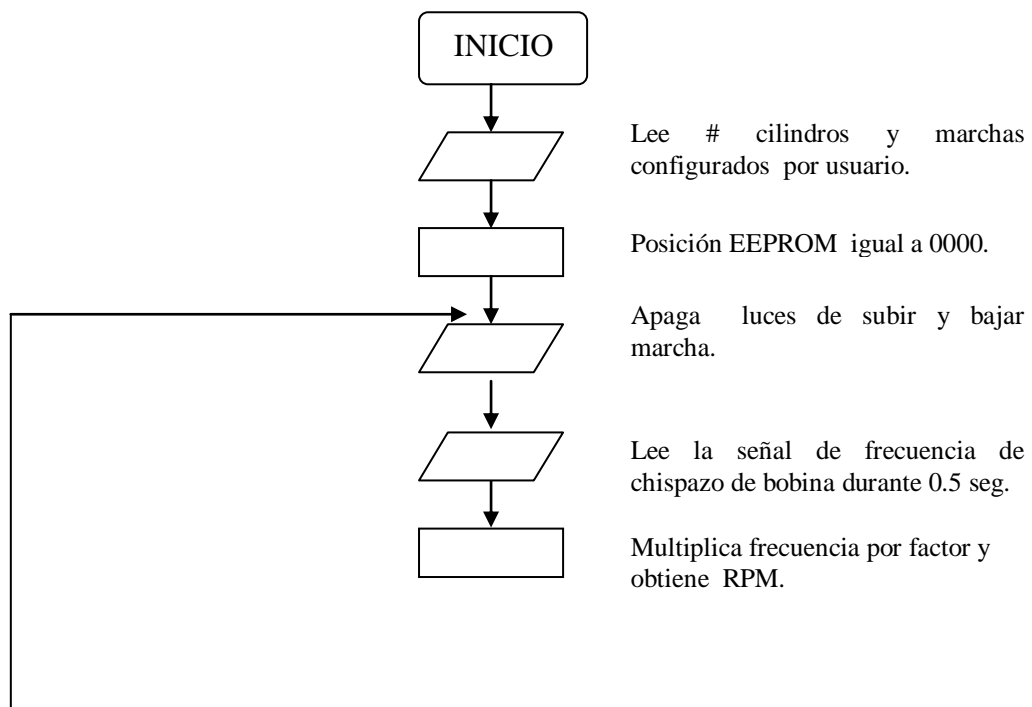 INICIO
Lee # cilindros y marchas
configurados por usuario.
Posición EEPROM igual a 0000.
Apaga luces de subir y bajar
marcha.
Lee la señal de frecuencia de
chispazo de bobina durante 0.5 seg.
Multiplica frecuencia por factor y
obtiene RPM.